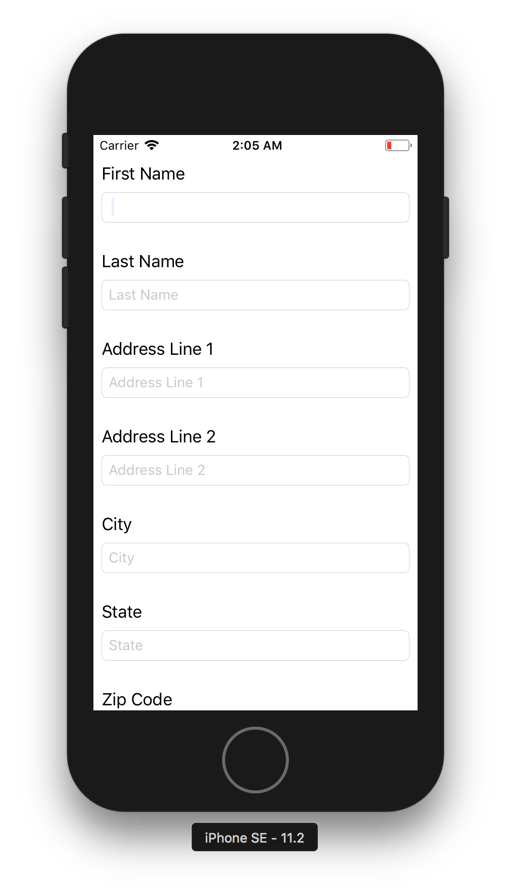 Carrier 2:05 AM
First Name
Last Name
Last Name
Address Line 1
Address Line 1
Address Line 2
Address Line 2
City
City
State
State
Zip Code
iPhone SE - 11.2